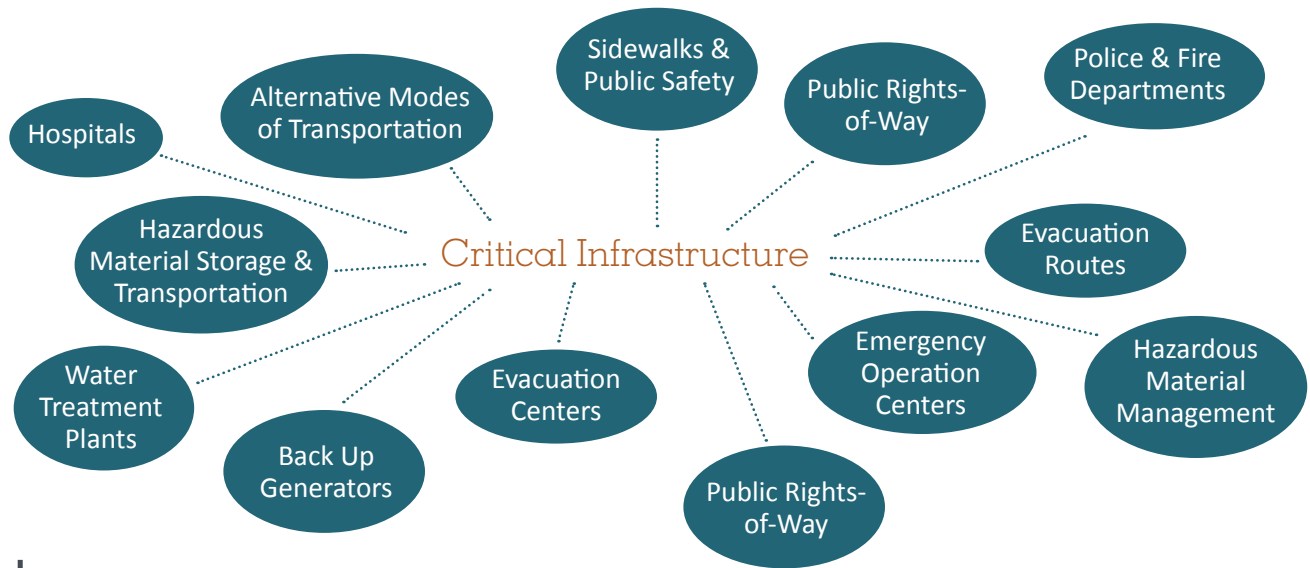 Sidewalks &
Public Safety
Police & Fire
Departments
Alternative Modes
of Transportation
Public Rights-
of-Way
Hospitals
Hazardous
Material Storage &
Transportation
Critical Infrastructure
Evacuation
Routes
Water
Treatment
Plants
Back Up
Generators
Evacuation
Centers
Emergency
Operation
Centers
Hazardous
Material
Management
Public Rights-
of-Way